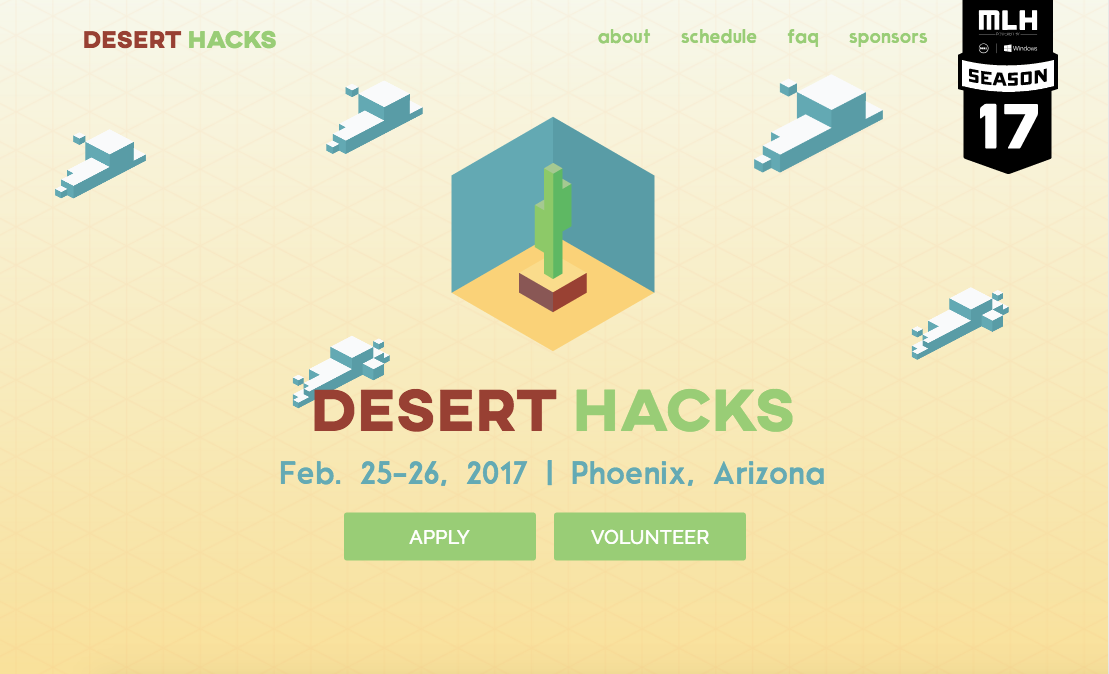 DESERT HACKS
about schedule faq sponsors
MLH
Windows
SEASON
17
DESERT HACKS
Feb. 25-26, 2017 | Phoenix, Arizona
APPLY
VOLUNTEER